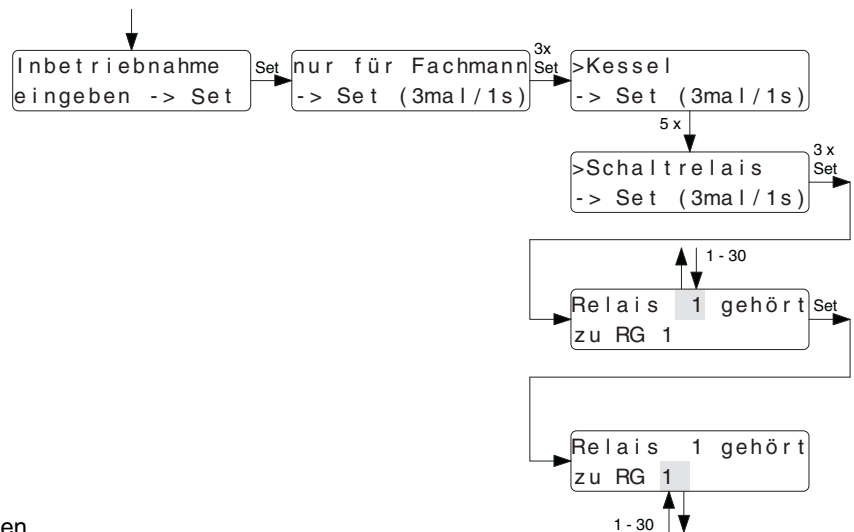 Inbetriebnahme
eingeben -> Set
Set
nur für Fachmann
-> Set (3mal/1s)
3x
Set
>Kessel
-> Set (3mal/1s)
5 x
>Schaltrelais
-> Set (3mal/1s)
3 x
Set
1 - 30
Relais 1 gehört
zu RG 1
Set
Relais 1 gehört
zu RG 1
1 - 30
en